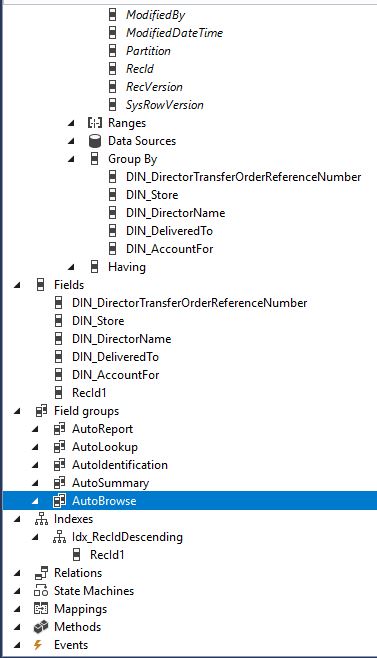 ModifiedBy
ModifiedDateTime
Partition
RecId
RecVersion
SysRowVersion
Ranges
Data Sources
Group By
DIN_DirectorTransferOrderReferenceNumber
DIN_Store
DIN_DirectorName
DIN_DeliveredTo
DIN_AccountFor
Having
Fields
DIN_DirectorTransferOrderReferenceNumber
DIN_Store
DIN_DirectorName
DIN_DeliveredTo
DIN_AccountFor
RecId1
Field groups
AutoReport
AutoLookup
AutoIdentification
AutoSummary
AutoBrowse
Indexes
Idx_RecIdDescending
RecId1
Relations
State Machines
Mappings
Methods
Events